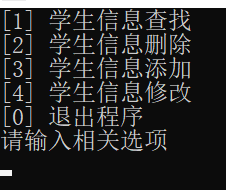 [1] 学生信息查找
[2] 学生信息删除
[3] 学生信息添加
[4] 学生信息修改
[0] 退出程序
请输入相关选项